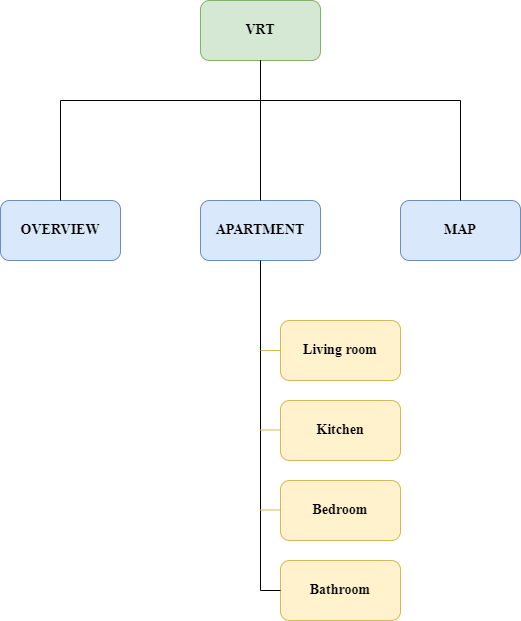 VRT
OVERVIEW
APARTMENT
MAP
Living room
Kitchen
Bedroom
Bathroom